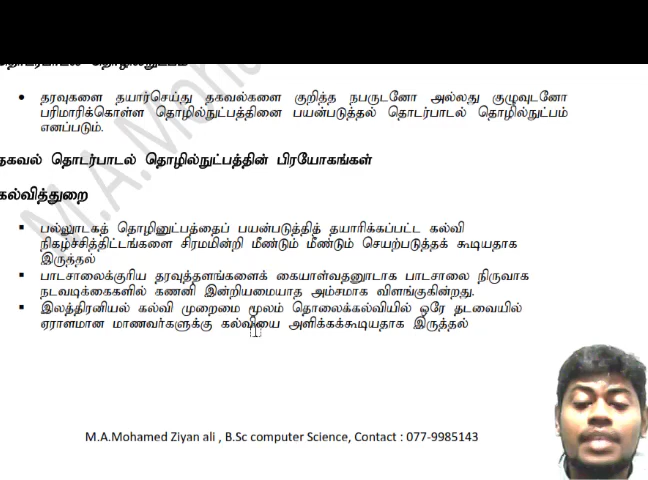 தொடர்பாடல் தொழில்நுட்பம்
• தரவுகளை தயார்செய்து தகவல்களை குறித்த நபருடனோ அல்லது குழுவுடனோ
பரிமாரிக்கொள்ள தொழில்நுட்பத்தினை பயன்படுத்தல் தொடர்பாடல் தொழில்நுட்பம்
எனப்படும்.
தகவல் தொடர்பாடல் தொழில்நுட்பத்தின் பிரயோகங்கள்
கல்வித்துறை
▪ பல்லூடகத் தொழினுட்பத்தைப் பயன்படுத்தித் தயாரிக்கப்பட்ட கல்வி
நிகழ்ச்சித்திட்டங்களை சிரமமின்றி மீண்டும் மீண்டும் செயற்படுத்தக் கூடியதாக
இருத்தல்
▪ பாடசாலைக்குரிய தரவுத்தளங்களைக் கையாள்வதனூடாக பாடசாலை நிருவாக
நடவடிக்கைகளில் கணனி இன்றியமையாத அம்சமாக விளங்குகின்றது.
▪ இலத்திரனியல் கல்வி முறைமை மூலம் தொலைக்கல்வியில் ஒரே தடவையில்
ஏராளமான மாணவர்களுக்கு கல்வியை அளிக்கக்கூடியதாக இருத்தல்
M.A.Moha
M.A.Mohamed Ziyan ali , B.Sc computer Science, Contact : 077-9985143